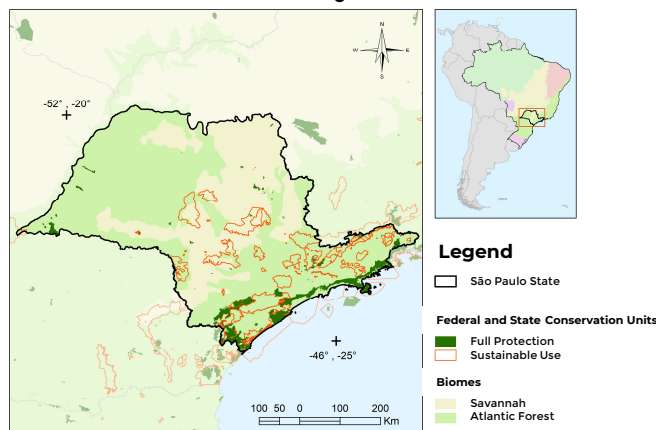 N
W E
S
-52° , -20°
-46° , -25°
100 50 0 100 200
Km
Legend
São Paulo State
Federal and State Conservation Units
Full Protection
Sustainable Use
Biomes
Savannah
Atlantic Forest